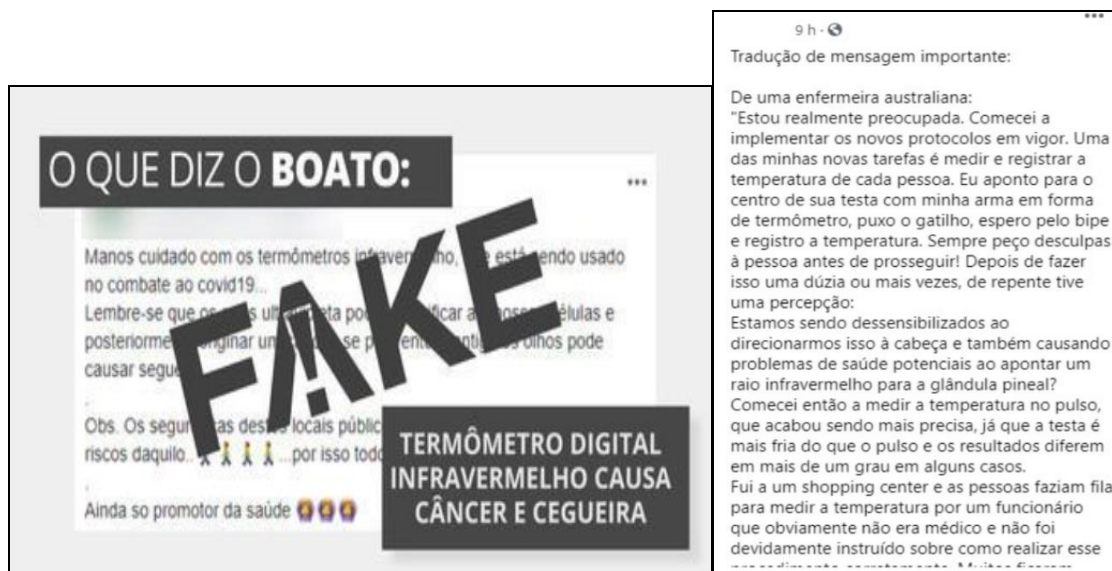 O QUE DIZ O BOATO:
Manos cuidado com os termômetros está sendo usado
no combate ao covid19...
Lembre-se que os
causar
FAKE
Obs. Os
riscos daquilo.. ...por isso
Ainda so promotor da saúde
TERMÔMETRO DIGITAL
INFRAVERMELHO CAUSA
CÂNCER E CEGUEIRA
9 h
Tradução de mensagem importante:
De uma enfermeira australiana:
"Estou realmente preocupada. Comecei a
implementar os novos protocolos em vigor. Uma
das minhas novas tarefas é medir e registrar a
temperatura de cada pessoa. Eu aponto para o
centro de sua testa com minha arma em forma
de termômetro, puxo o gatilho, espero pelo bipe
e registro a temperatura. Sempre peço desculpas
à pessoa antes de prosseguir! Depois de fazer
isso uma dúzia ou mais vezes, de repente tive
uma percepção:
Estamos sendo dessensibilizados ao
direcionarmos isso à cabeça e também causando
problemas de saúde potenciais ao apontar um
raio infravermelho para a glândula pineal?
Comecei então a medir a temperatura no pulso,
que acabou sendo mais precisa, já que a testa é
mais fria do que o pulso e os resultados diferem
em mais de um grau em alguns casos.
Fui a um shopping center e as pessoas faziam fila
para medir a temperatura por um funcionário
que obviamente não era médico e não foi
devidamente instruído sobre como realizar esse